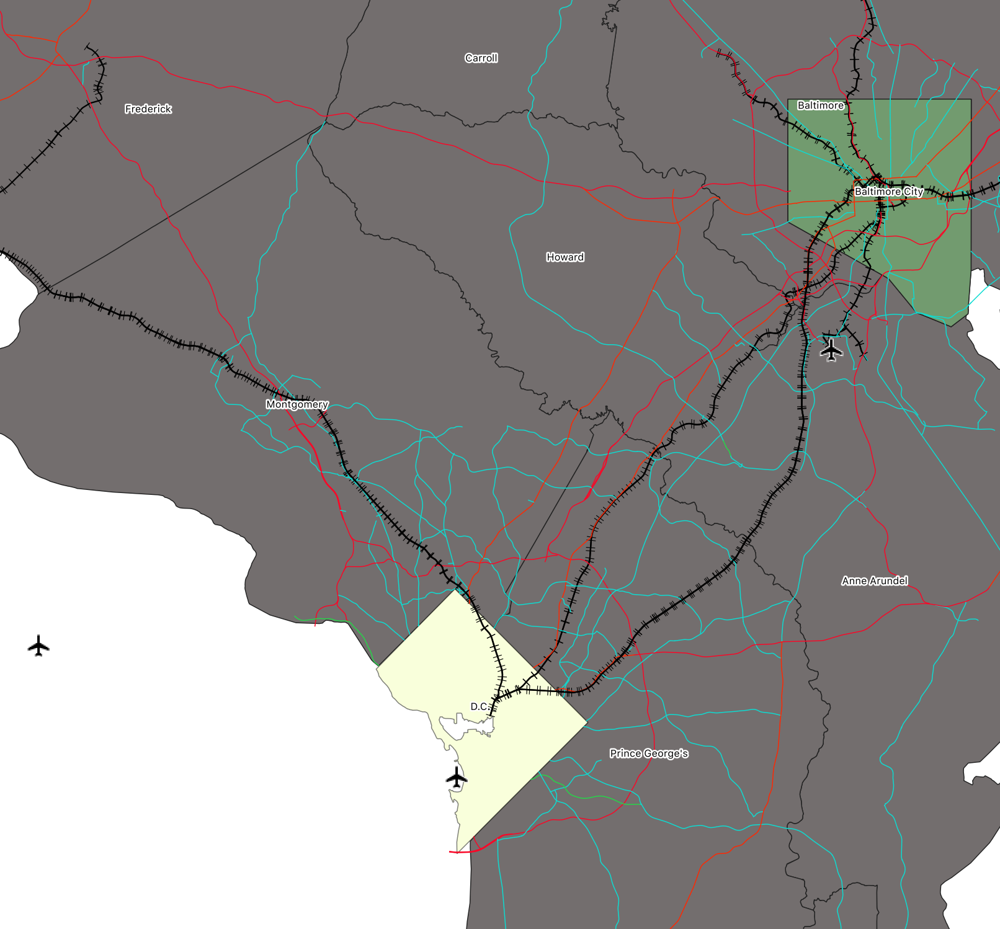 Carroll
Frederick
Baltimore
Baltimore City
Howard
Montgomery
Anne Arundel
D.C.
Prince George's